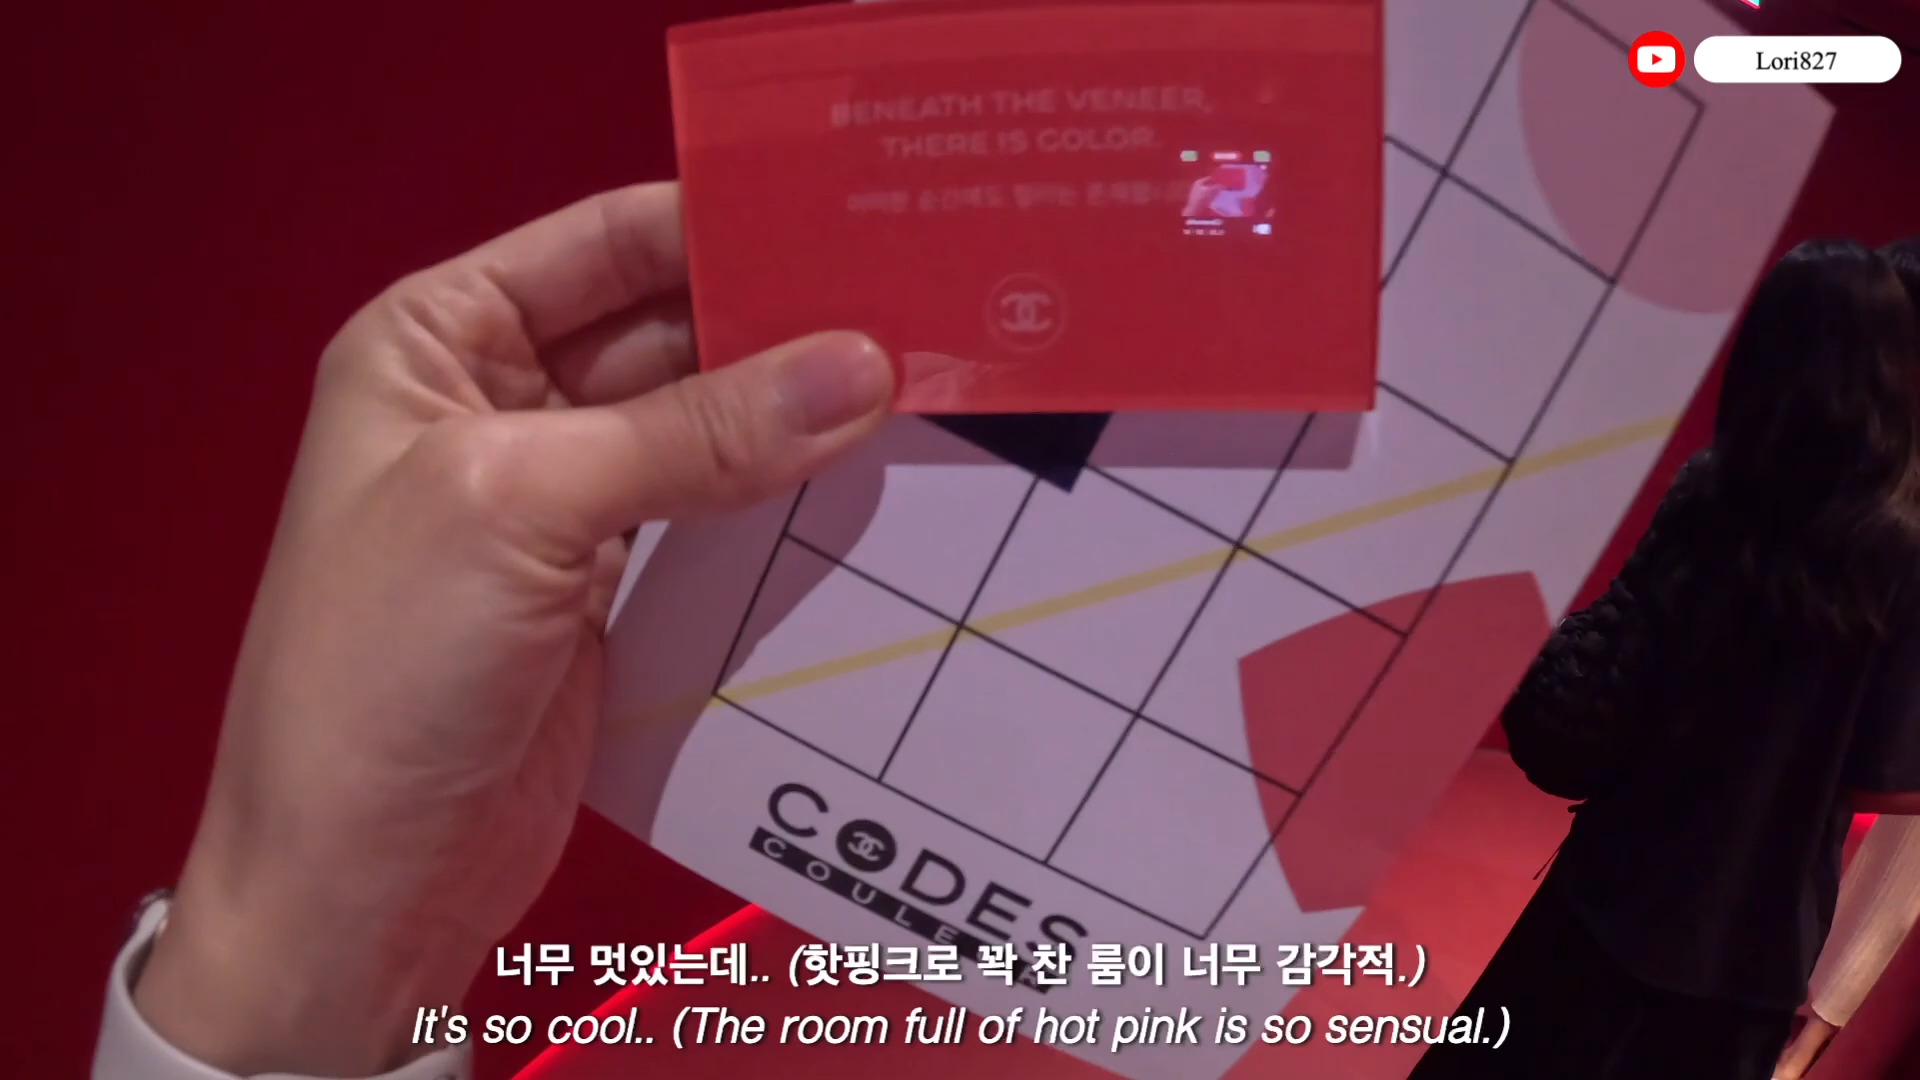 Lori827
BENEATH THE VENEER,
THERE IS COLOR.
CODES
COULE
너무 멋있는데.. (핫핑크로 꽉 찬 룸이 너무 감각적.)
It's so cool.. (The room full of hot pink is so sensual.)